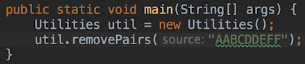 public static void main(String[] args) {
Utilities util = new Utilities();
util.removePairs( source: "AABCDDEFF");
}